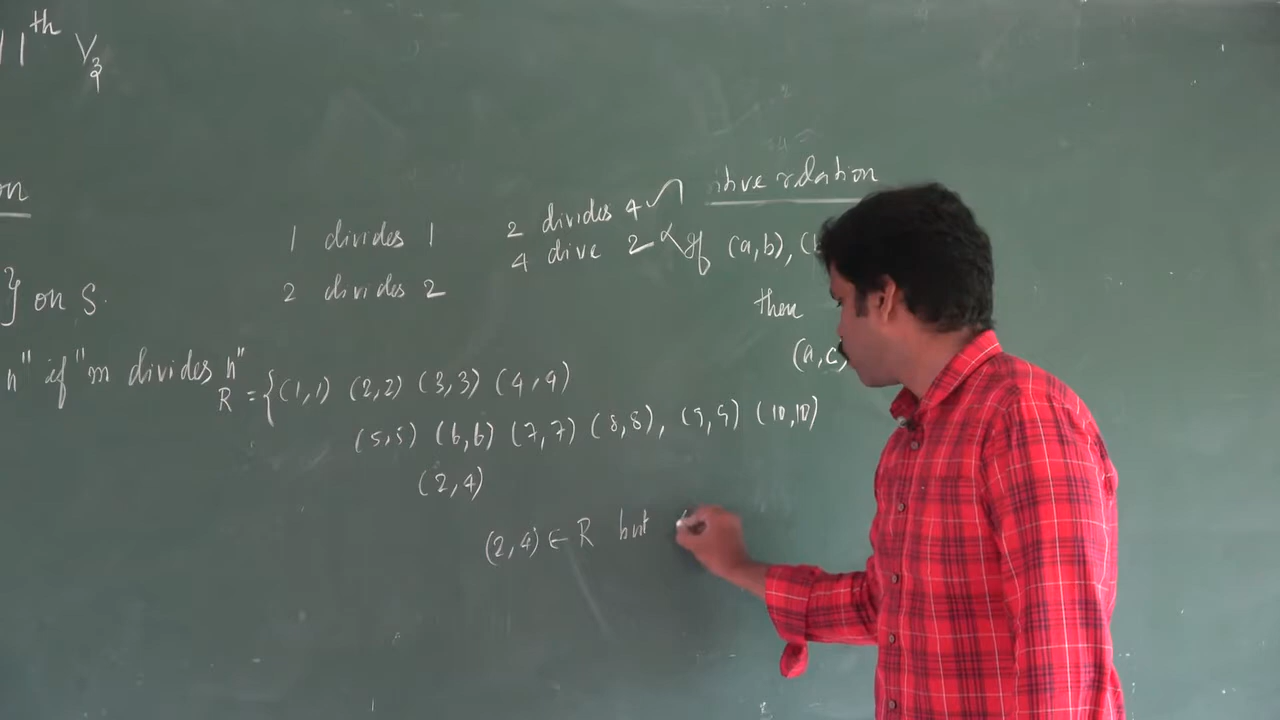 11th V3
on
itive relation
2 divides 4 ✓
1 divides 1
4 dive 2 ×
If (a,b), (b
2 divides 2
} on S.
then
(a,c)
n" if "m divides n"
R = {(1,1) (2,2) (3,3) (4,4)
(5,5) (6,6) (7,7) (8,8), (9,9) (10,10)
(2,4)
(2,4) ∈ R but